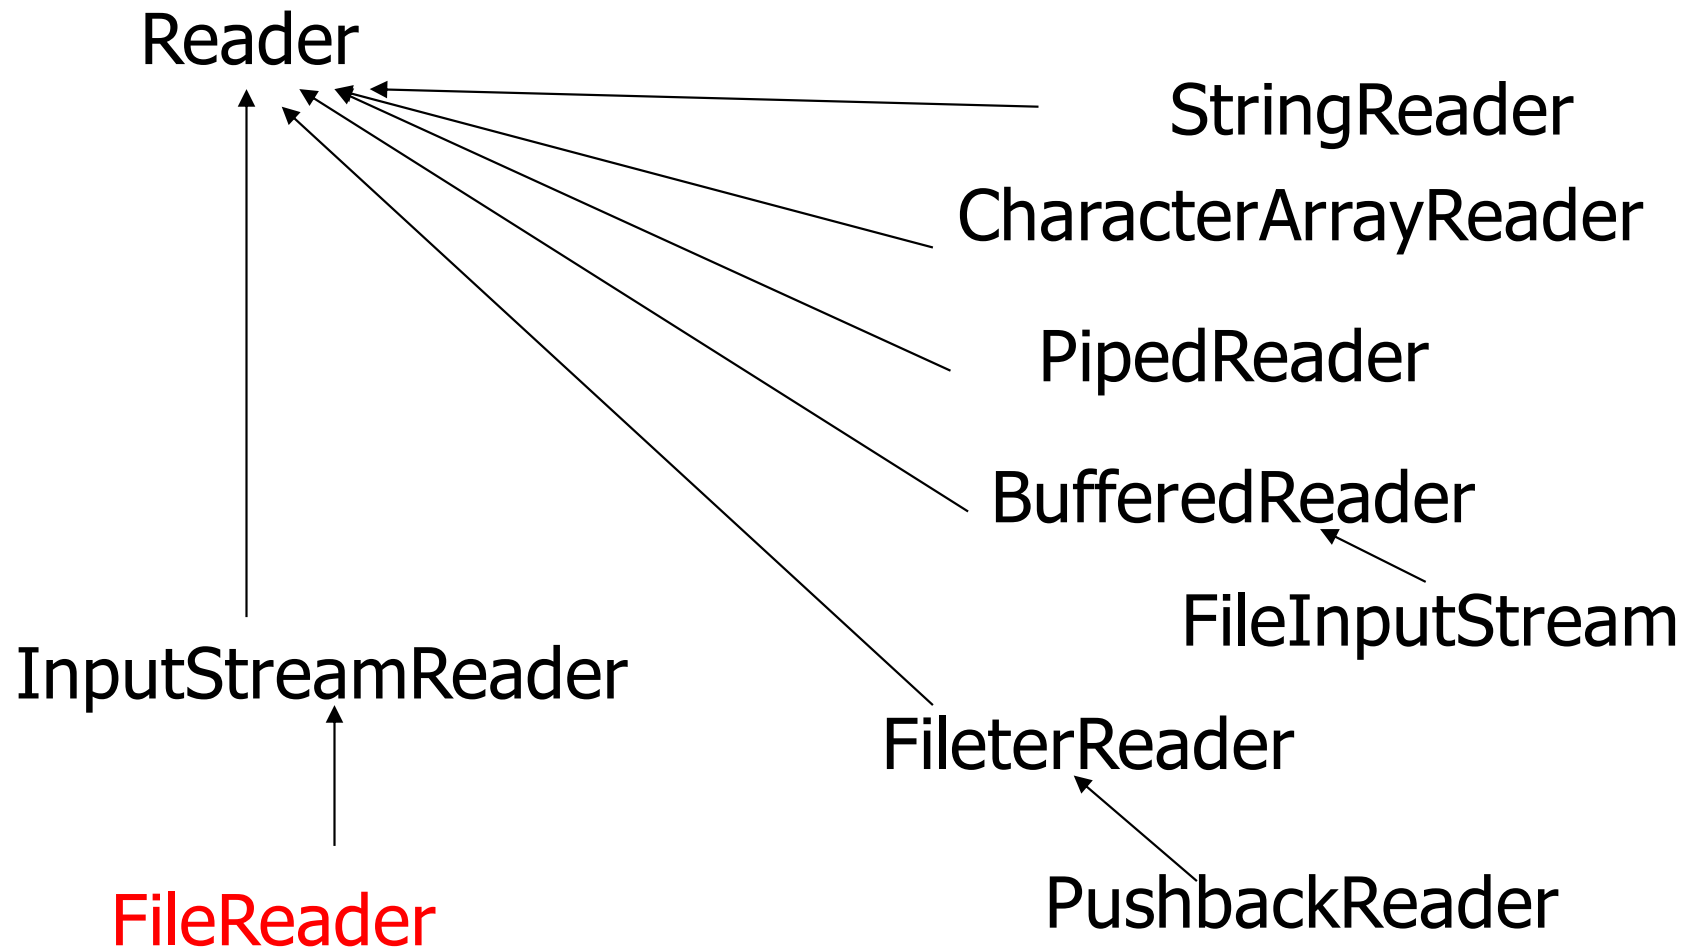 Reader
StringReader
CharacterArrayReader
PipedReader
BufferedReader
FileInputStream
InputStreamReader
FileterReader
PushbackReader
FileReader